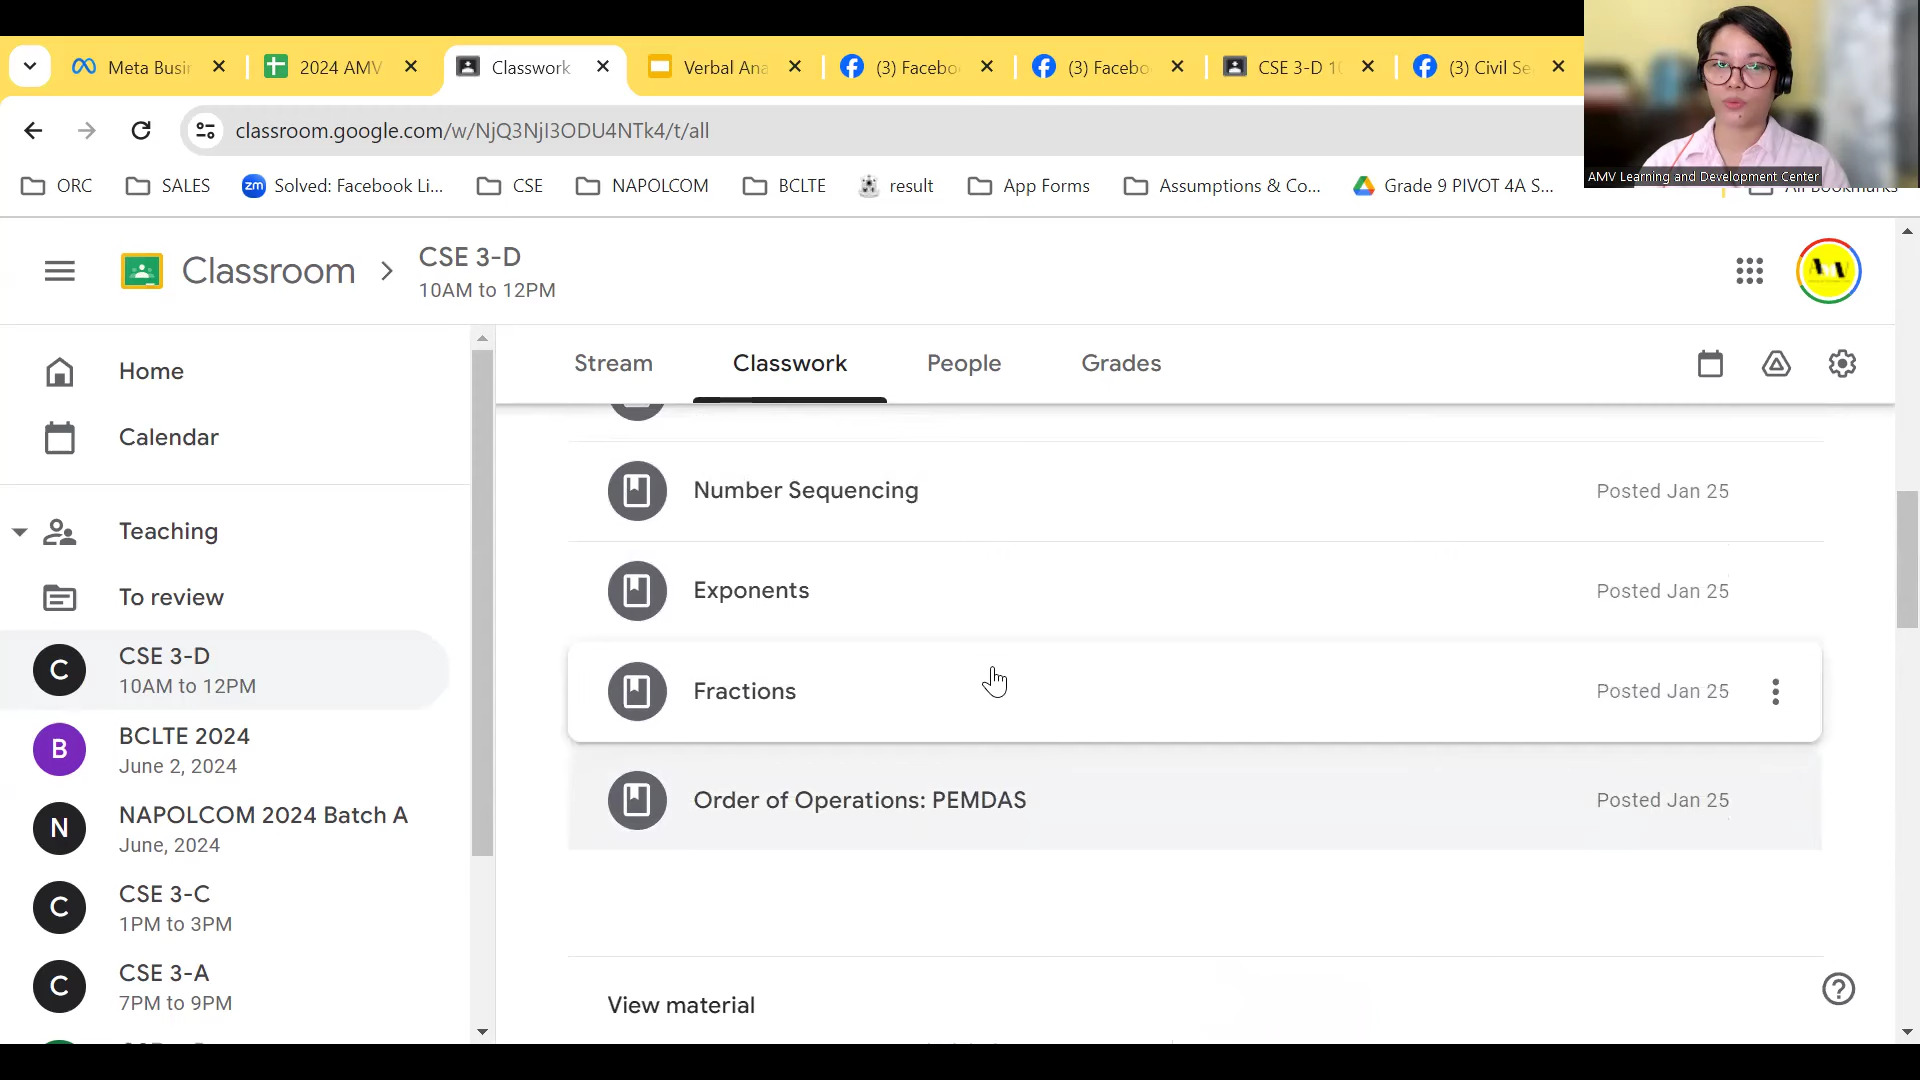 Meta Busi
2024 AMV
Classwork
Verbal Ana
(3) Facebo
(3) Facebo
CSE 3-D 10
(3) Civil Se
classroom.google.com/w/NjQ3NjI3ODU4NTk4/t/all
ORC
SALES
zm
Solved: Facebook Li...
CSE
NAPOLCOM
BCLTE
result
App Forms
Assumptions & Co...
Grade 9 PIVOT 4A S...
All Bookmarks
AMV Learning and Development Center
Classroom
CSE 3-D
10AM to 12PM
AMV
Home
Calendar
Teaching
To review
C
CSE 3-D
10AM to 12PM
B
BCLTE 2024
June 2, 2024
N
NAPOLCOM 2024 Batch A
June, 2024
C
CSE 3-C
1PM to 3PM
C
CSE 3-A
7PM to 9PM
Stream
Classwork
People
Grades
Number Sequencing
Posted Jan 25
Exponents
Posted Jan 25
Fractions
Posted Jan 25
Order of Operations: PEMDAS
Posted Jan 25
View material